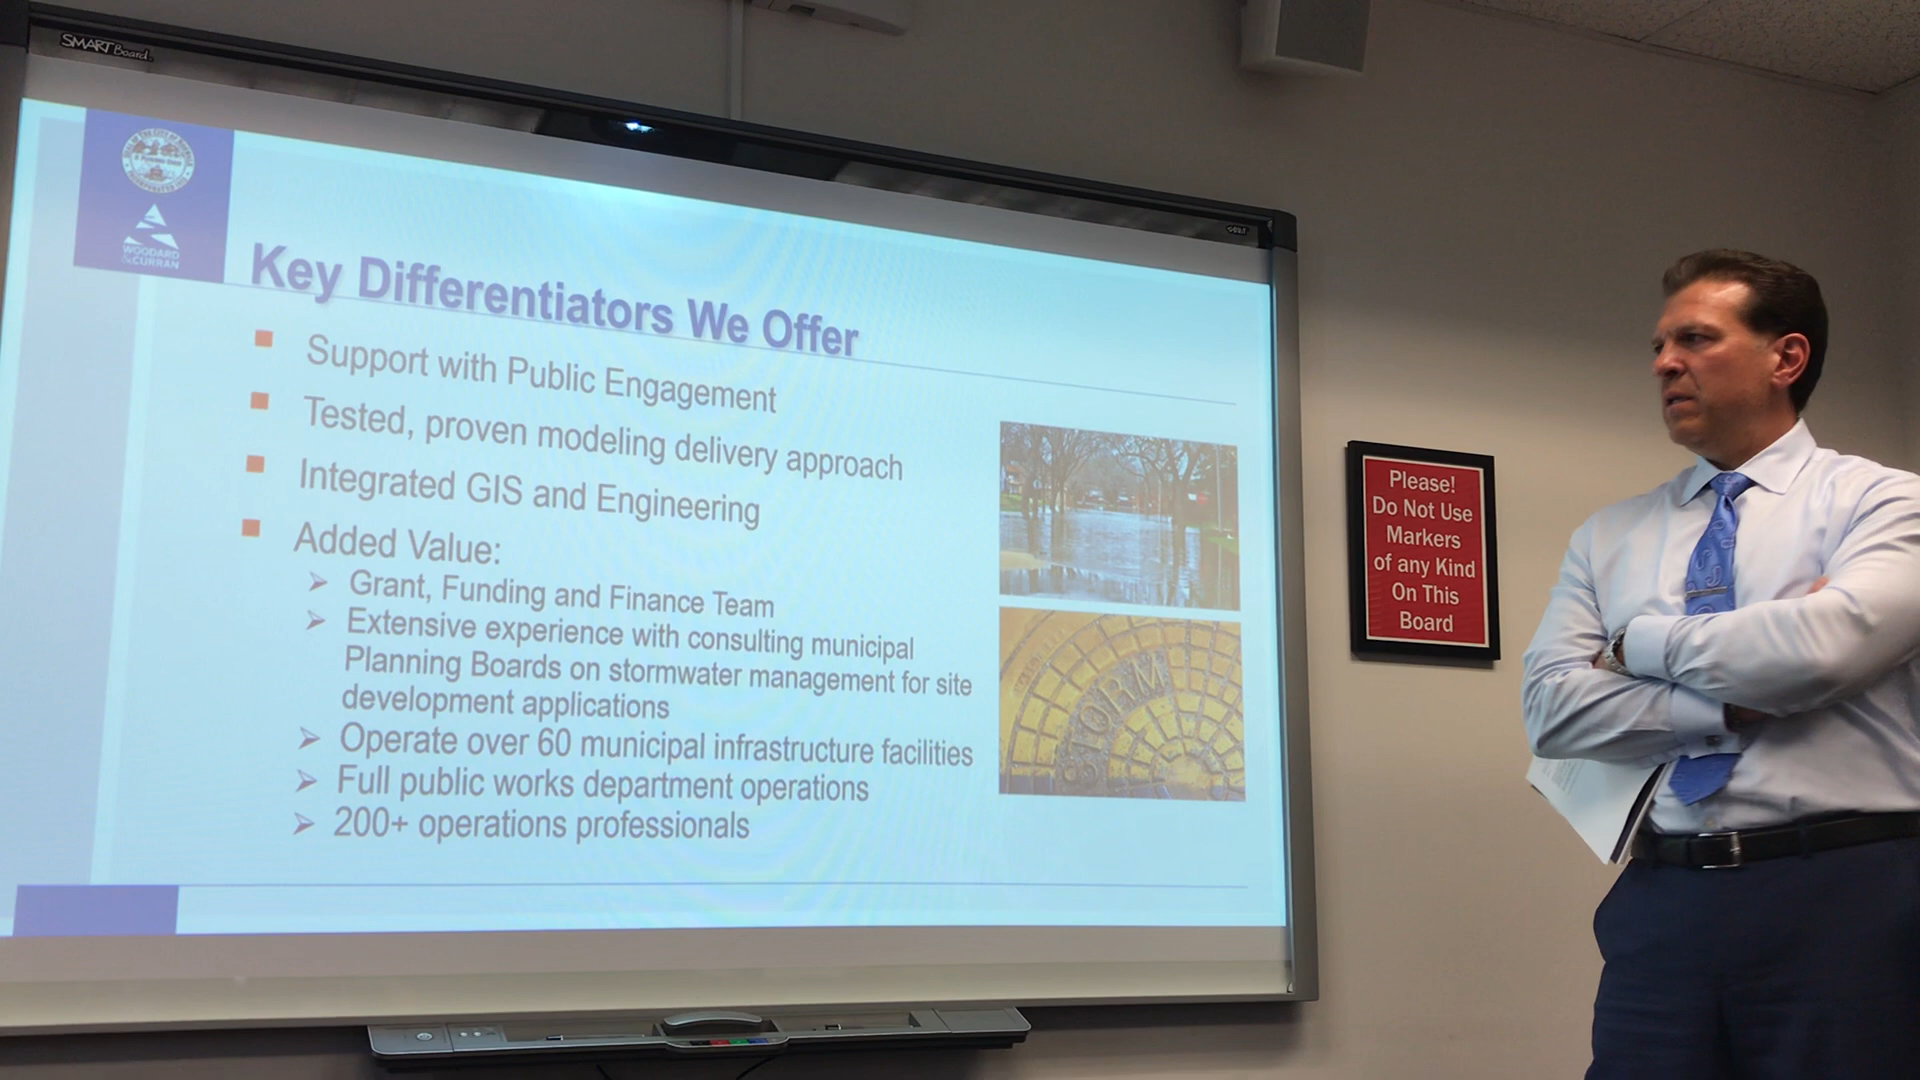 SMART Board
WOODARD
& CURRAN
Key Differentiators We Offer
Support with Public Engagement
Tested, proven modeling delivery approach
Integrated GIS and Engineering
Added Value:
Grant, Funding and Finance Team
Extensive experience with consulting municipal
Planning Boards on stormwater management for site
development applications
Operate over 60 municipal infrastructure facilities
Full public works department operations
200+ operations professionals
STORM
Please!
Do Not Use
Markers
of any Kind
On This
Board